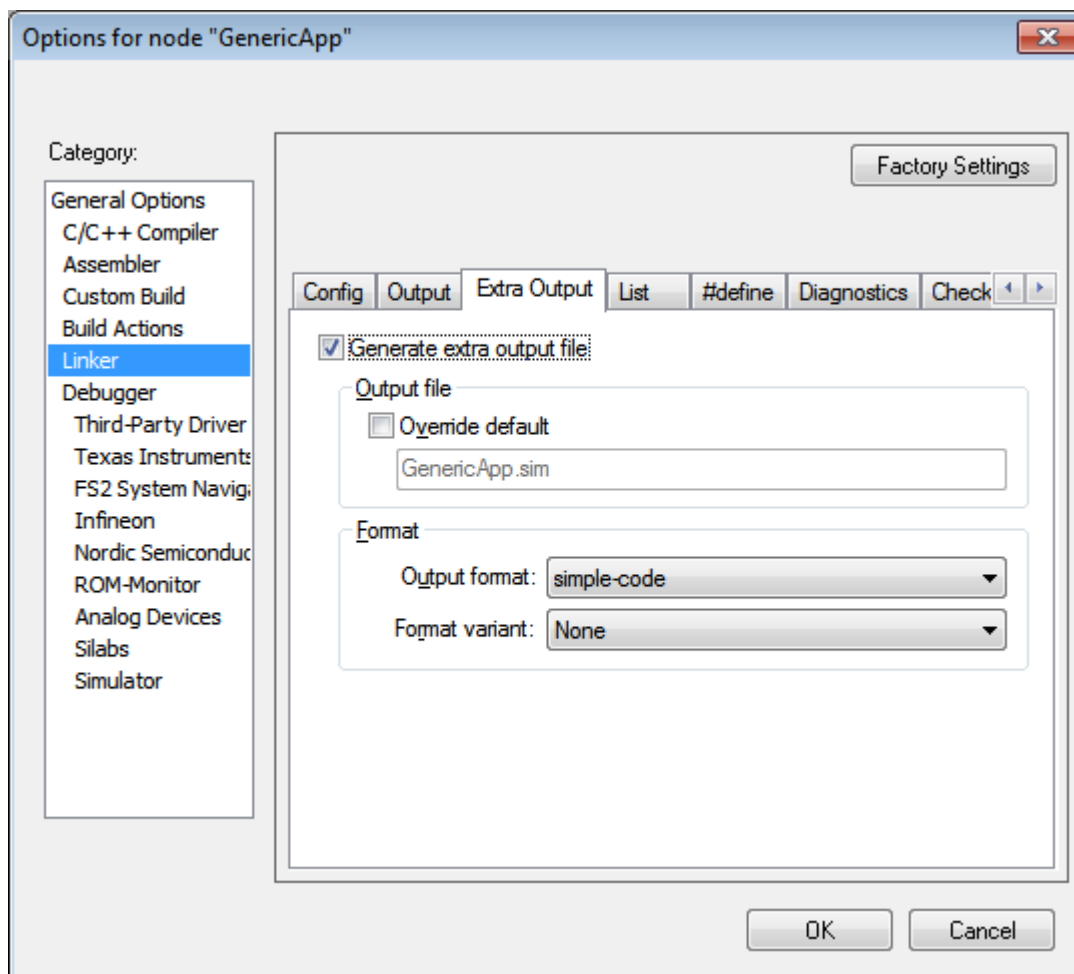 Options for node "GenericApp"
Category:
Factory Settings
General Options
C/C++ Compiler
Assembler
Custom Build
Build Actions
Linker
Debugger
Third-Party Driver
Texas Instruments
FS2 System Naviga
Infineon
Nordic Semiconduc
ROM-Monitor
Analog Devices
Silabs
Simulator
Config Output Extra Output List #define Diagnostics Check
Generate extra output file
Output file
Override default
GenericApp.sim
Format
Output format: simple-code
Format variant: None
OK Cancel